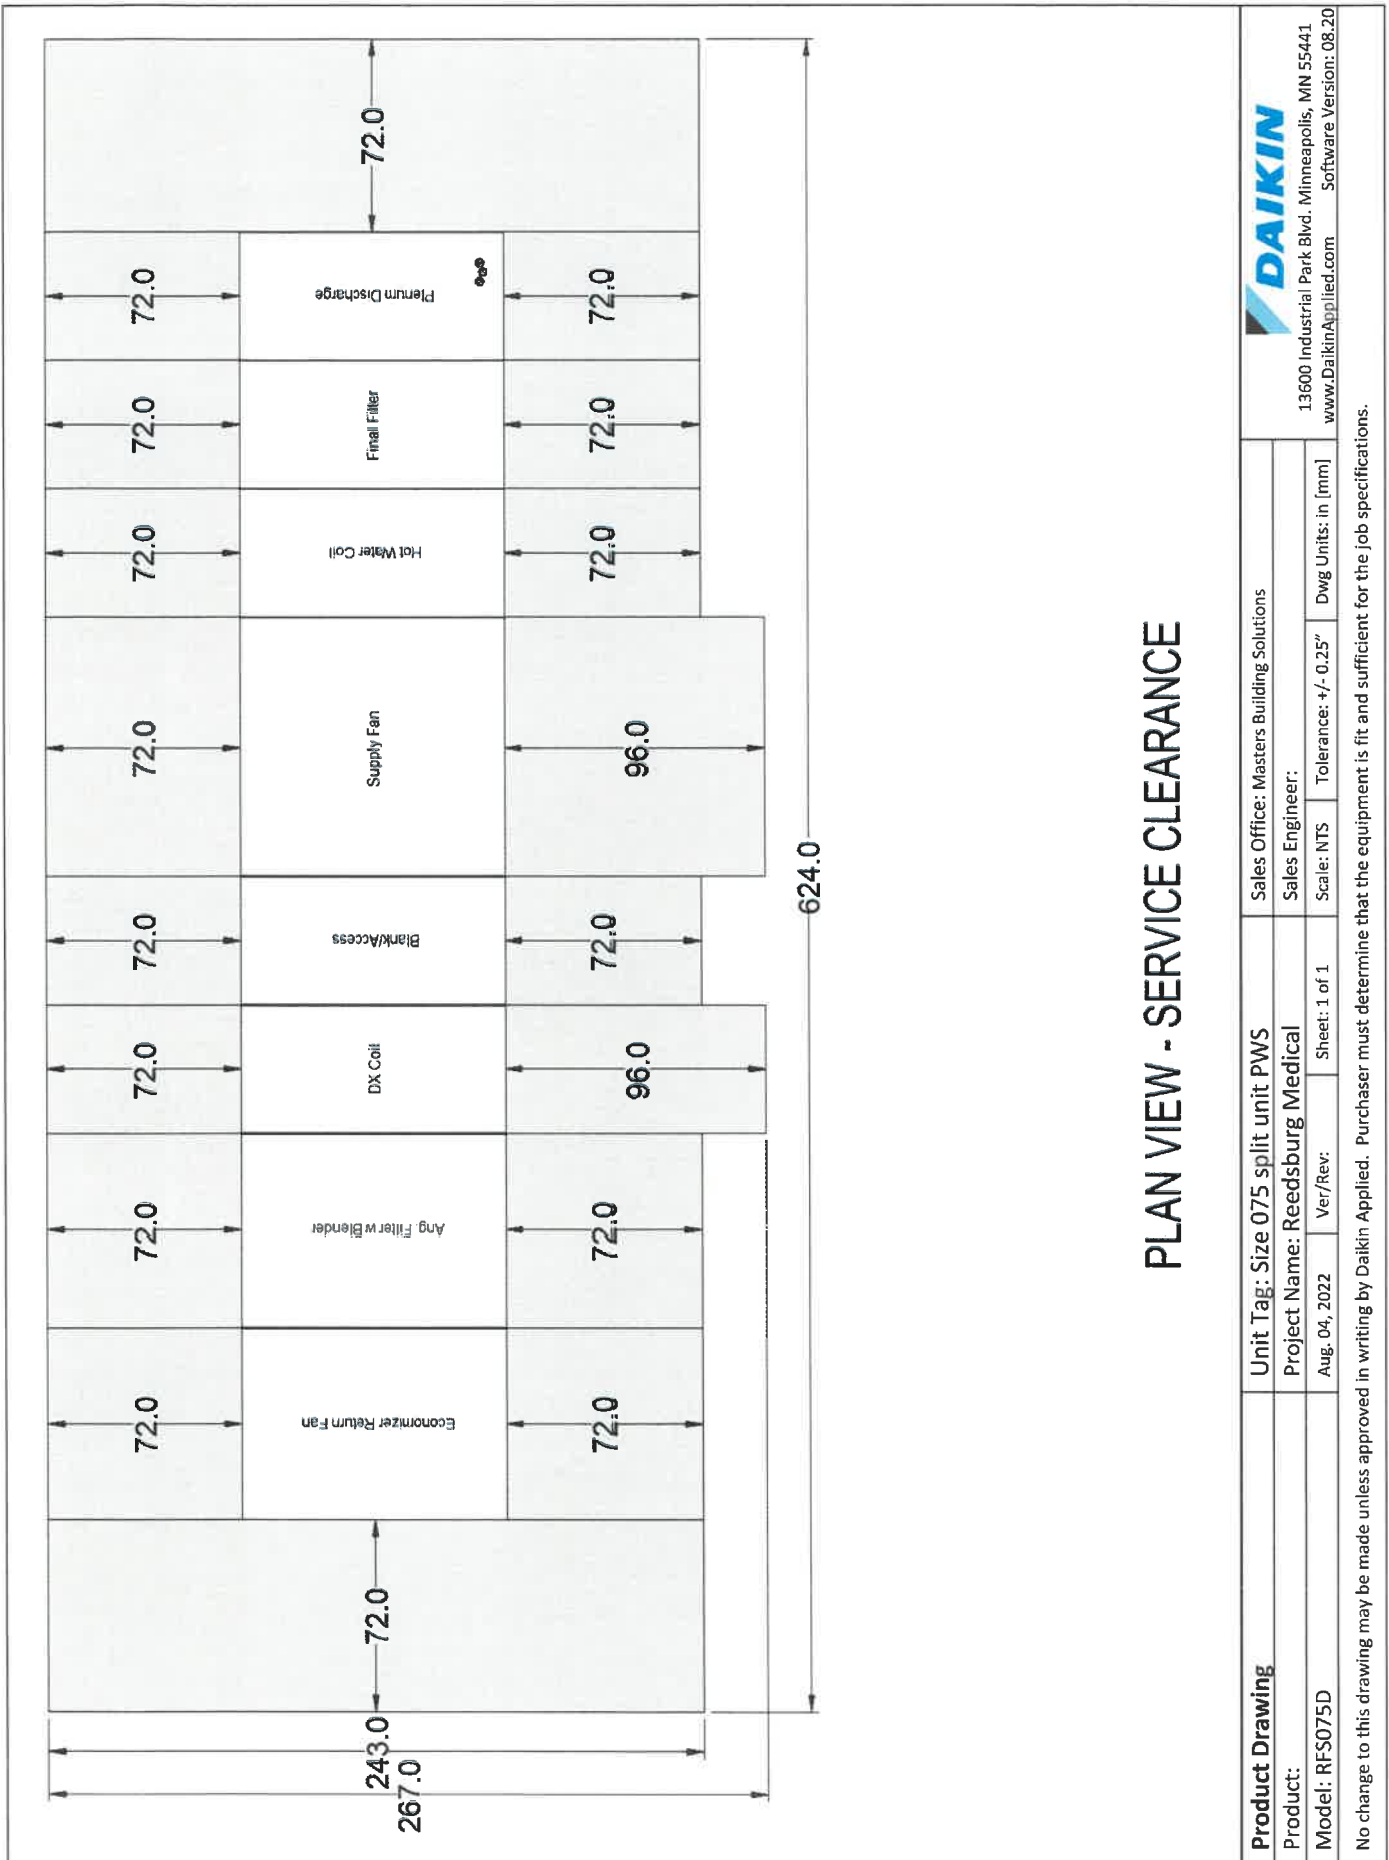 72.0
72.0
72.0
72.0
72.0
72.0
72.0
72.0
72.0
72.0
Economizer Return Fan
Ang. Filter w Blender
DX Coil
Blank/Access
Supply Fan
Hot Water Coil
Final Filter
Plenum Discharge
72.0
72.0
72.0
96.0
72.0
96.0
72.0
72.0
72.0
243.0
267.0
624.0
PLAN VIEW - SERVICE CLEARANCE
Product Drawing
Unit Tag: Size 075 split unit PWS
Sales Office: Masters Building Solutions
DAIKIN
Product:
Project Name: Reedsburg Medical
Sales Engineer:
13600 Industrial Park Blvd. Minneapolis, MN 55441
Model: RFS075D
Aug. 04, 2022
Ver/Rev:
Sheet: 1 of 1
Scale: NTS
Tolerance: +/- 0.25"
Dwg Units: in [mm]
www.DaikinApplied.com
Software Version: 08.20
No change to this drawing may be made unless approved in writing by Daikin Applied. Purchaser must determine that the equipment is fit and sufficient for the job specifications.